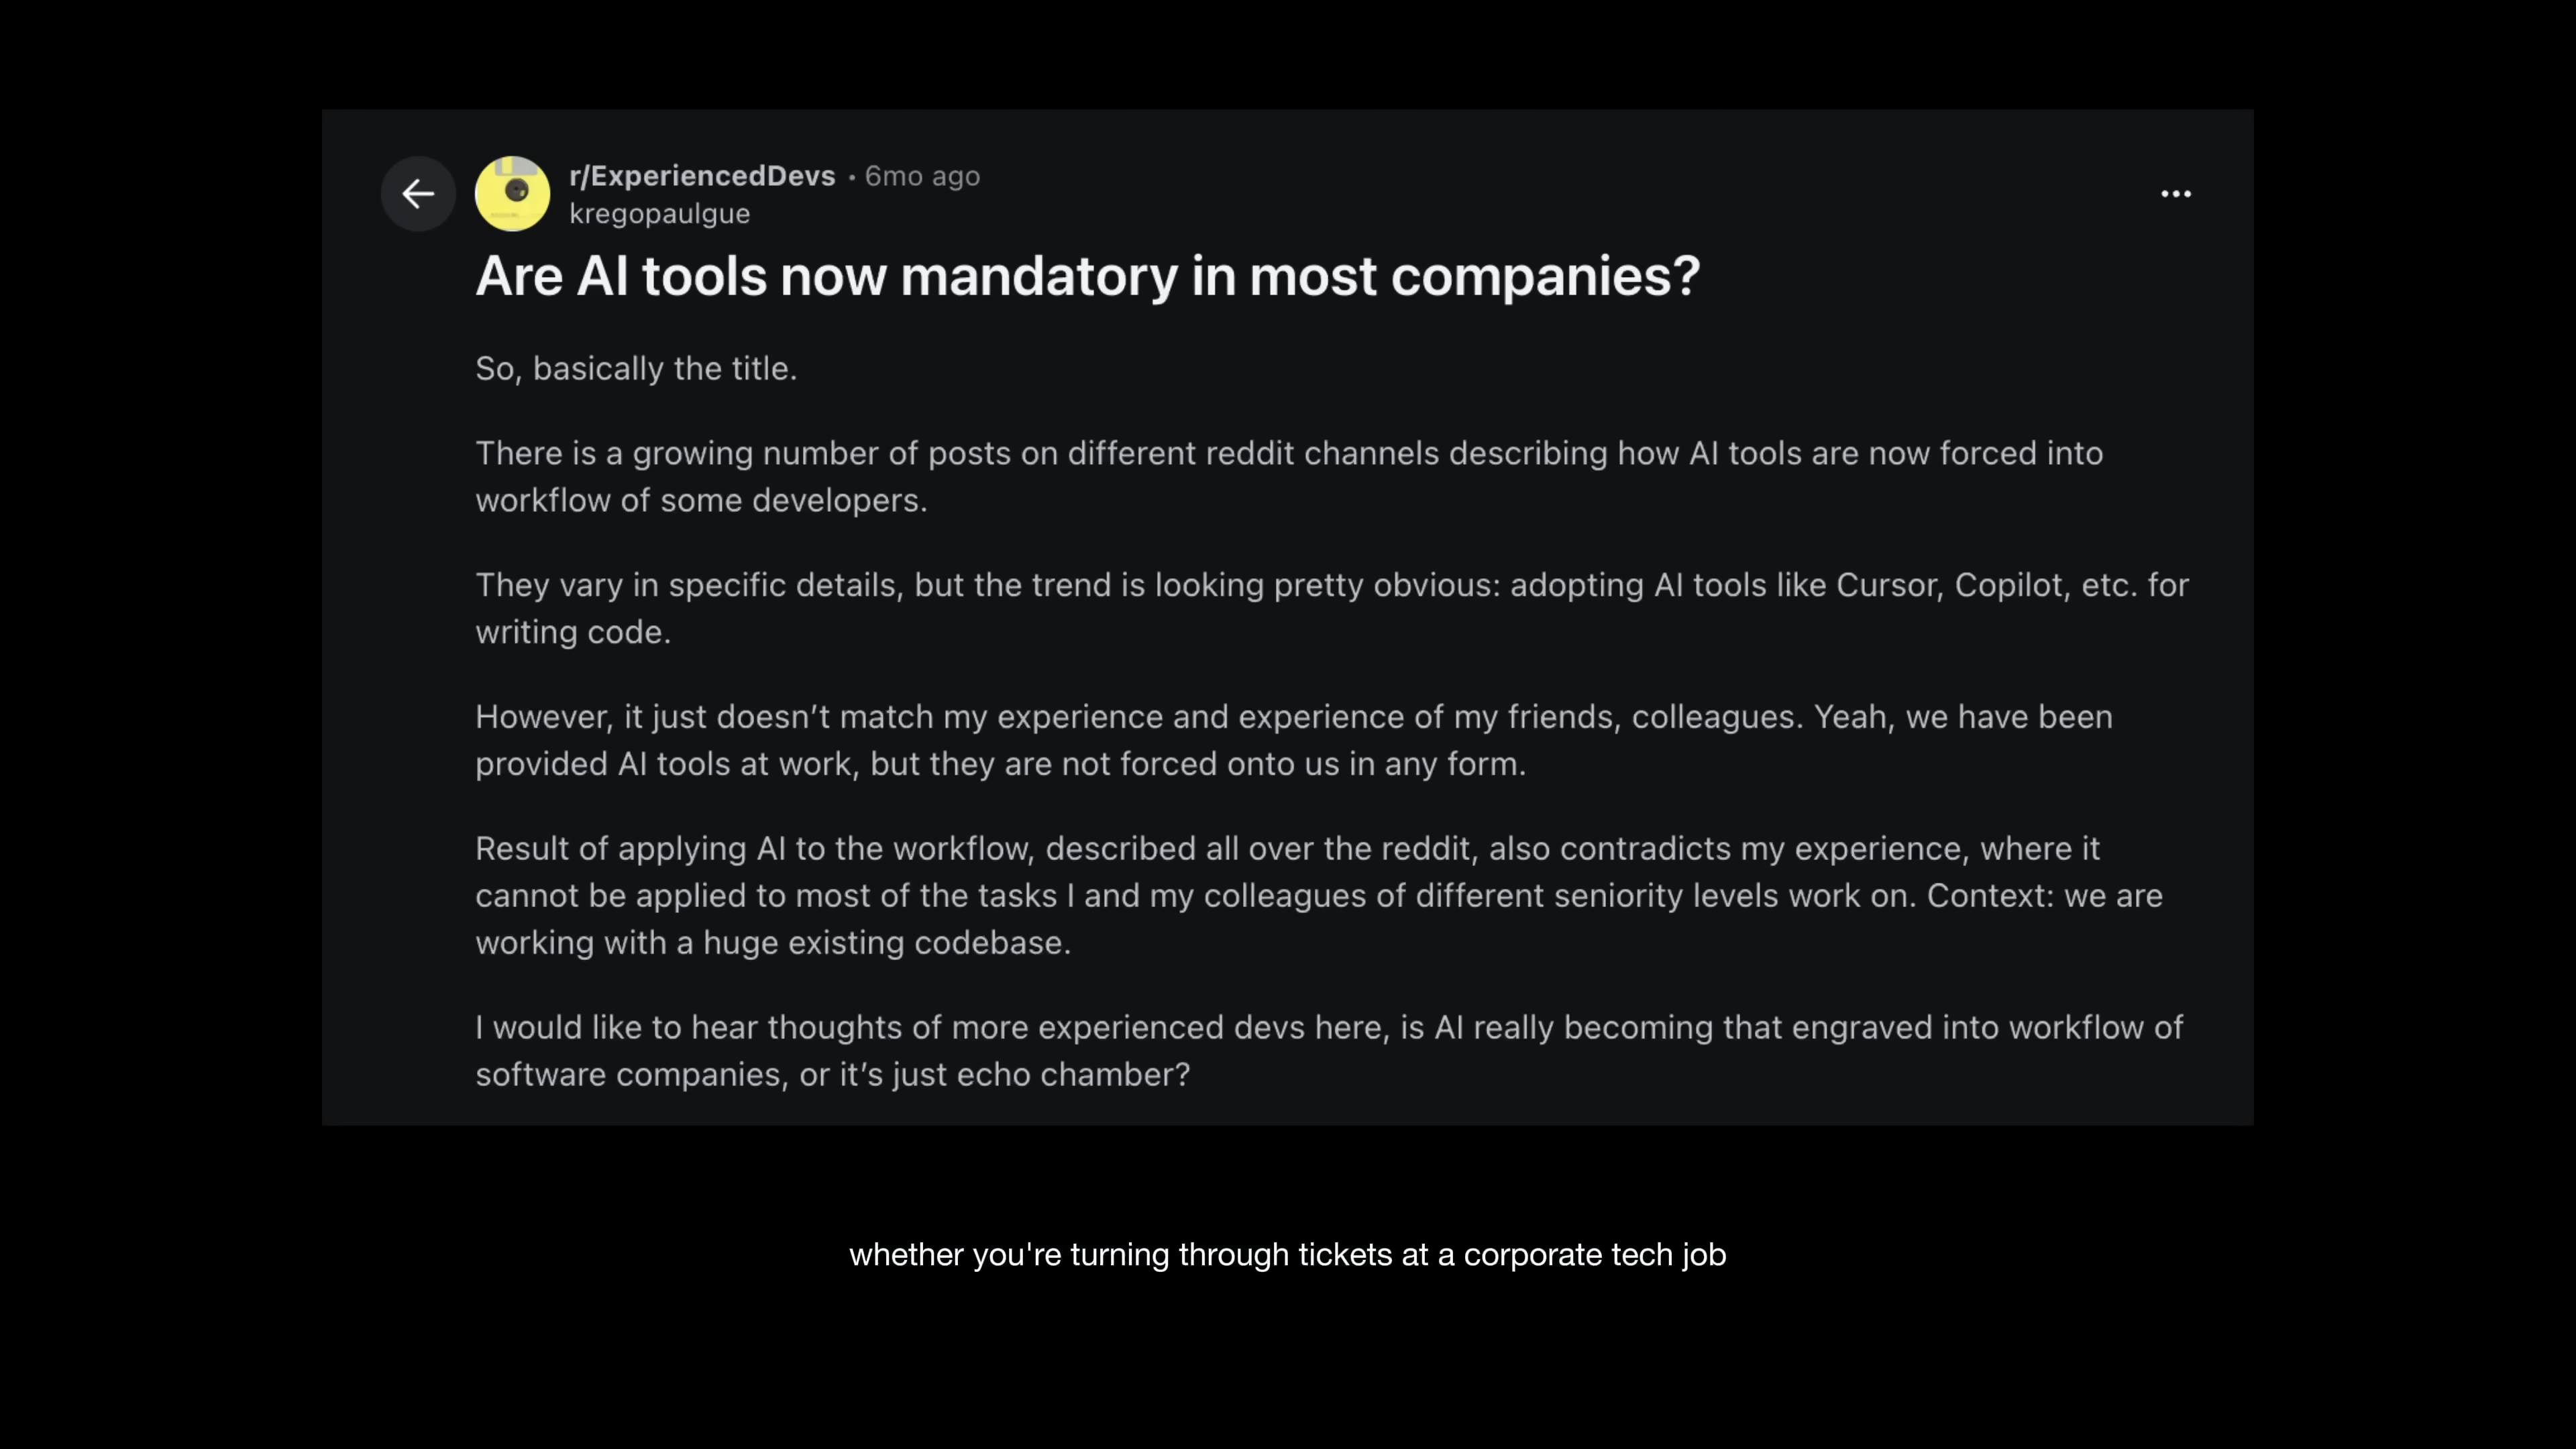 r/ExperiencedDevs • 6mo ago
kregopaulgue
Are AI tools now mandatory in most companies?
So, basically the title.
There is a growing number of posts on different reddit channels describing how AI tools are now forced into
workflow of some developers.
They vary in specific details, but the trend is looking pretty obvious: adopting AI tools like Cursor, Copilot, etc. for
writing code.
However, it just doesn’t match my experience and experience of my friends, colleagues. Yeah, we have been
provided AI tools at work, but they are not forced onto us in any form.
Result of applying AI to the workflow, described all over the reddit, also contradicts my experience, where it
cannot be applied to most of the tasks I and my colleagues of different seniority levels work on. Context: we are
working with a huge existing codebase.
I would like to hear thoughts of more experienced devs here, is AI really becoming that engraved into workflow of
software companies, or it’s just echo chamber?
whether you're turning through tickets at a corporate tech job